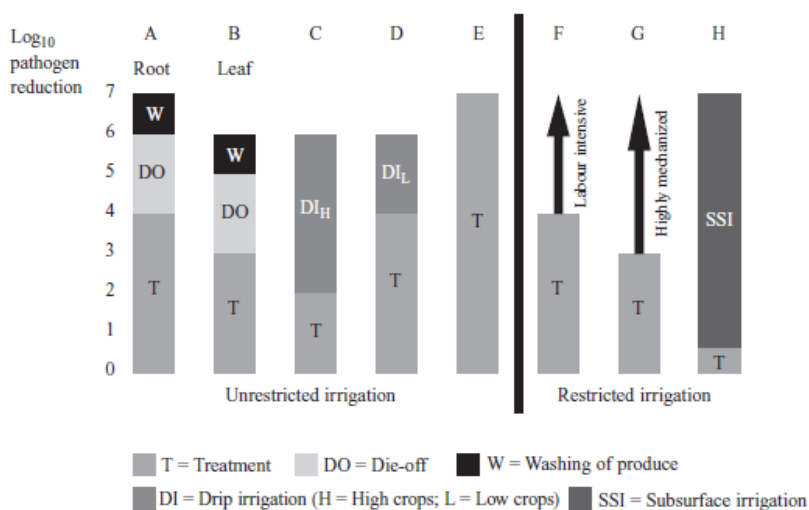 Log10 pathogen reduction
A B C D E F G H
Root Leaf
7
6
5
4
3
2
1
0
W
DO
T
W
DO
T
DIH
T
DIL
T
T
Labour intensive
T
Highly mechanized
T
SSI
T
Unrestricted irrigation Restricted irrigation
T = Treatment DO = Die-off W = Washing of produce
DI = Drip irrigation (H = High crops; L = Low crops) SSI = Subsurface irrigation